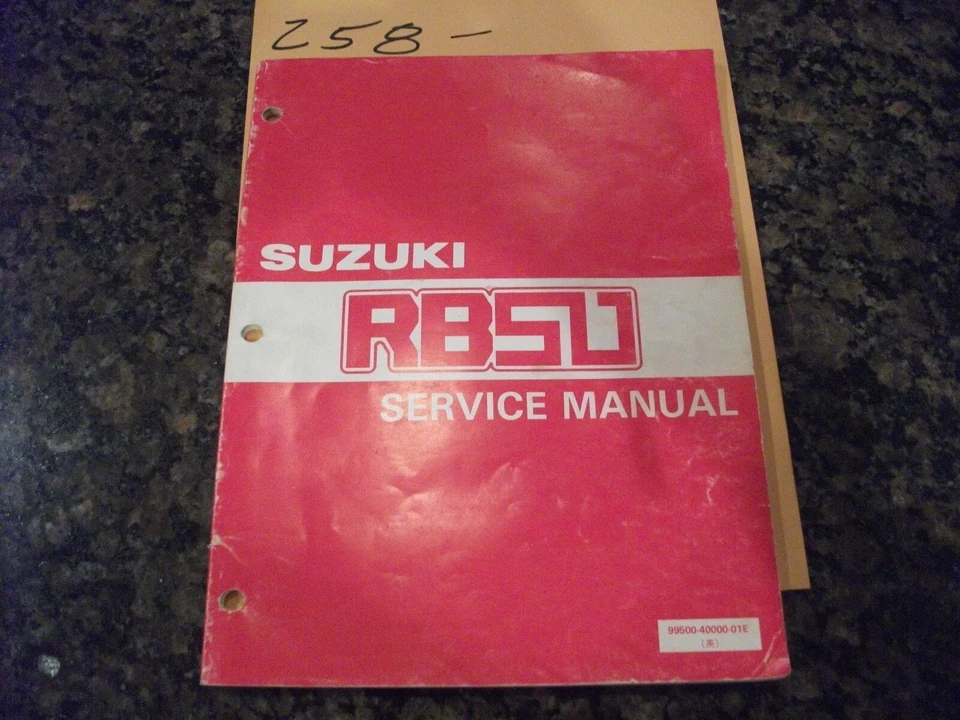 258-
SUZUKI
RB50
SERVICE MANUAL
99500-40000-01E
(英)